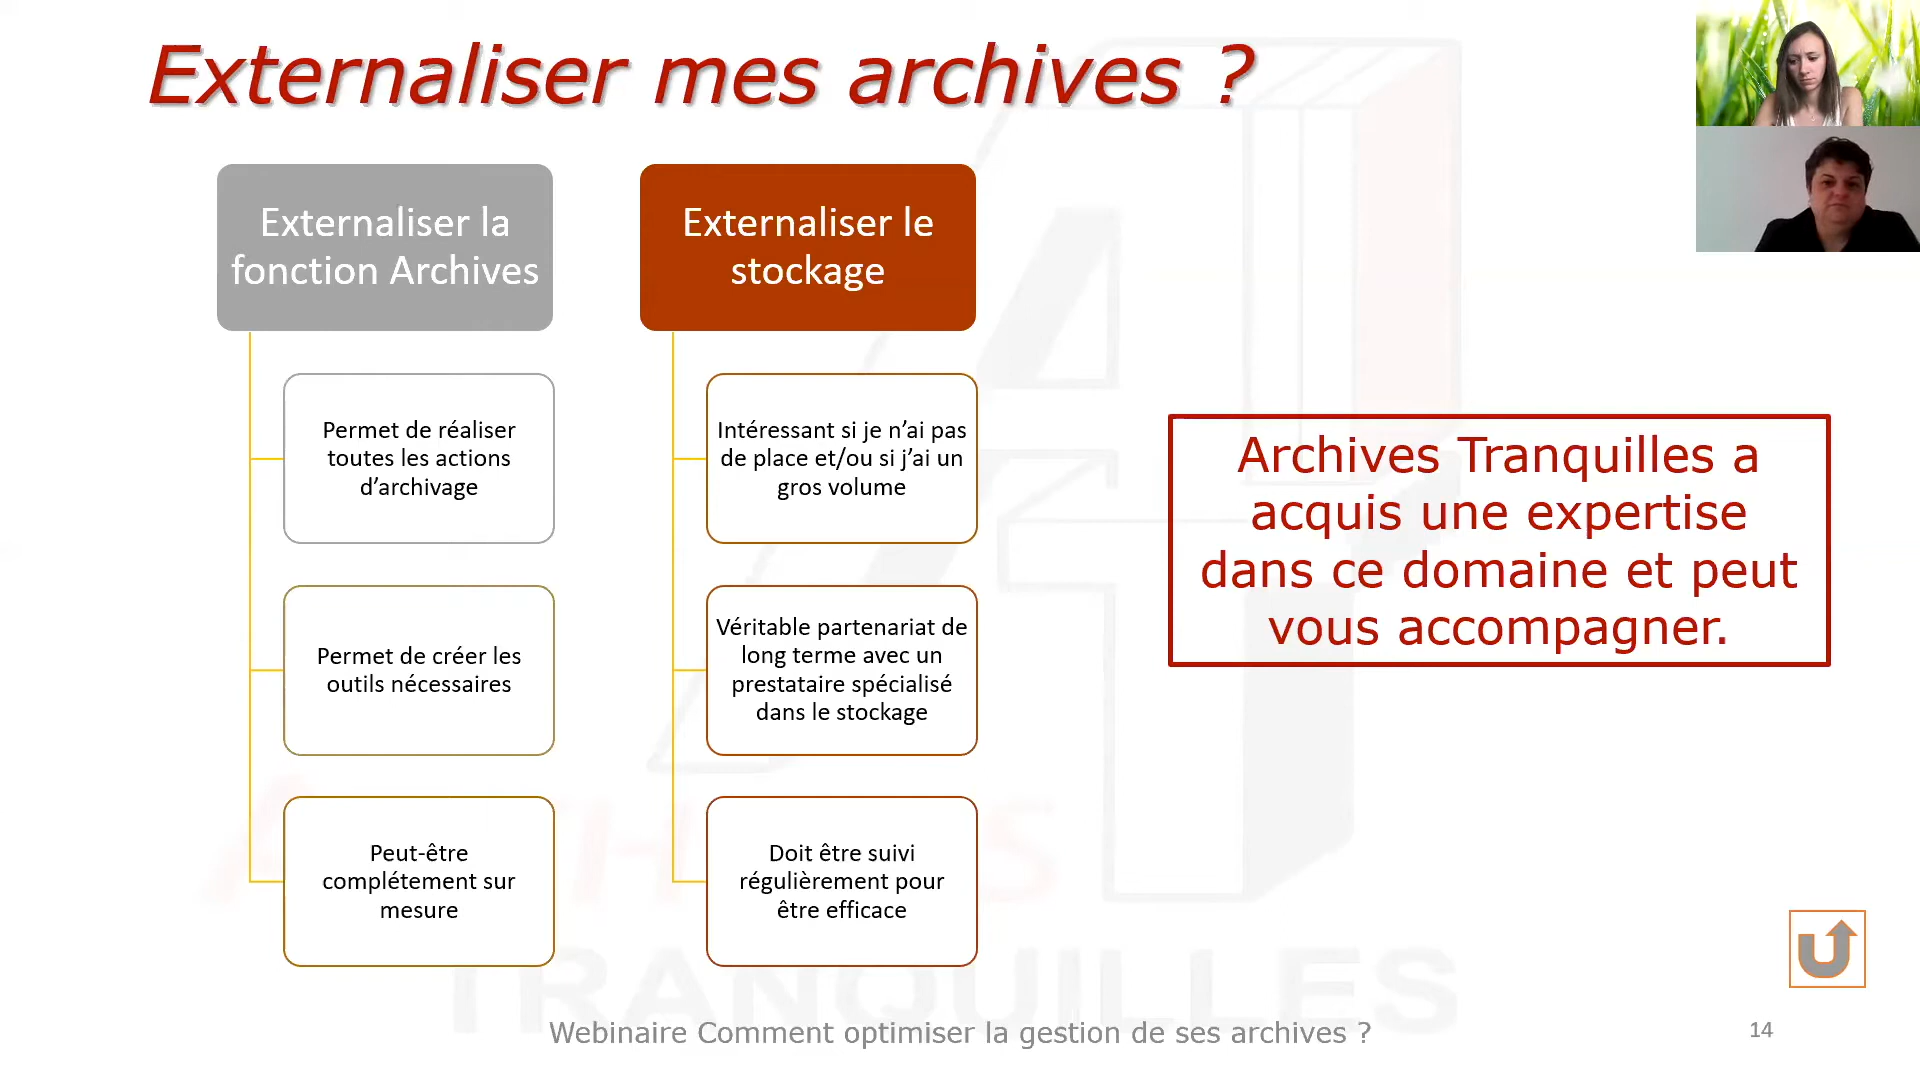 Externaliser mes archives ?
Externaliser la
fonction Archives
Permet de réaliser
toutes les actions
d’archivage
Permet de créer les
outils nécessaires
Peut-être
complétement sur
mesure
Externaliser le
stockage
Intéressant si je n’ai pas
de place et/ou si j’ai un
gros volume
Véritable partenariat de
long terme avec un
prestataire spécialisé
dans le stockage
Doit être suivi
régulièrement pour
être efficace
Archives Tranquilles a
acquis une expertise
dans ce domaine et peut
vous accompagner.
TRANQUILLES
Webinaire Comment optimiser la gestion de ses archives ?
14